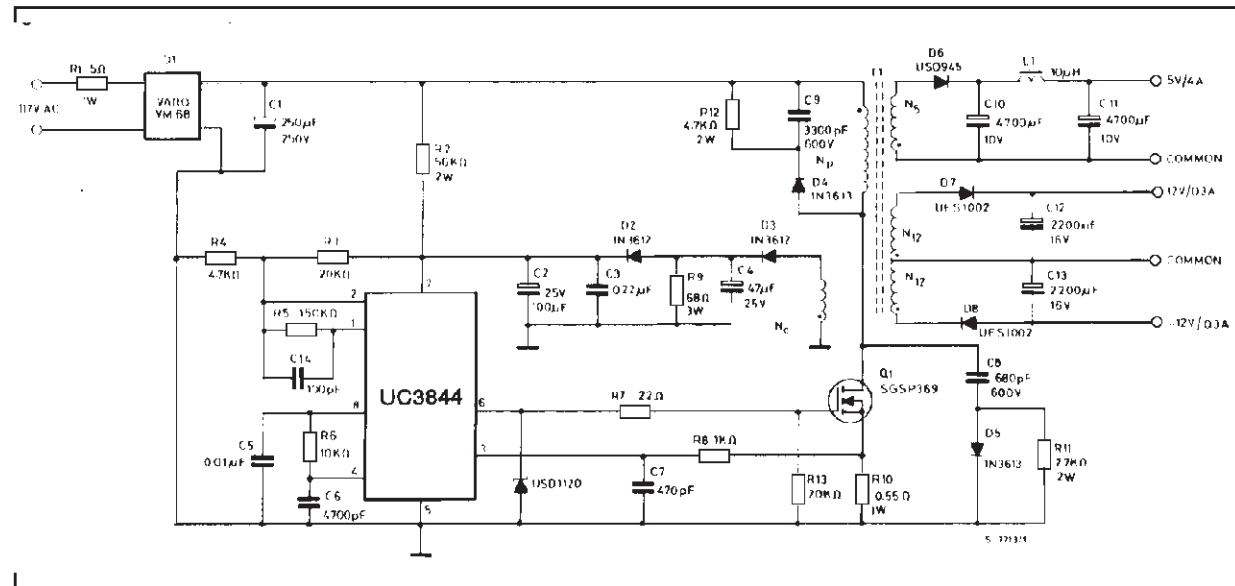 R1 5Ω
1W
117V AC
D1
VARO
VM 68
C1
250µF
250V
R2
56KΩ
2W
R12
4.7KΩ
2W
C9
3300pF
600V
Np
D4
1N3613
T1
D6
USD945
L1
10µH
N5
C10
4700µF
10V
C11
4700µF
10V
5V/4A
COMMON
D7
UES1002
12V/0.3A
N12
C12
2200µF
16V
COMMON
N12
C13
2200µF
16V
D8
UES1002
-12V/0.3A
R4
4.7KΩ
R3
20KΩ
D2
1N3612
D3
1N3612
C2
25V
100µF
C3
0.22µF
R9
68Ω
3W
C4
47µF
25V
Nc
7
2
R5 150KΩ
1
C14
100pF
UC3844
8
6
3
4
5
R6
10KΩ
C5
0.01µF
C6
4700pF
USD1120
R7 22Ω
R8 1KΩ
C7
470pF
Q1
SGSP369
R13
20KΩ
R10
0.55Ω
1W
C8
680pF
600V
D5
1N3613
R11
2.7KΩ
2W